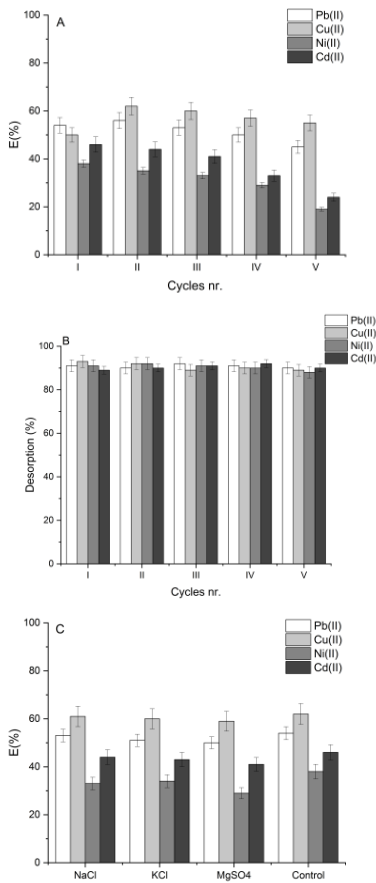 A
Pb(II)
Cu(II)
Ni(II)
Cd(II)
100
80
60
40
20
0
E(%)
I II III IV V
Cycles nr.
B
Pb(II)
Cu(II)
Ni(II)
Cd(II)
100
80
60
40
20
0
Desorption (%)
I II III IV V
Cycles nr.
C
Pb(II)
Cu(II)
Ni(II)
Cd(II)
100
80
60
40
20
0
E(%)
NaCl KCl MgSO4 Control